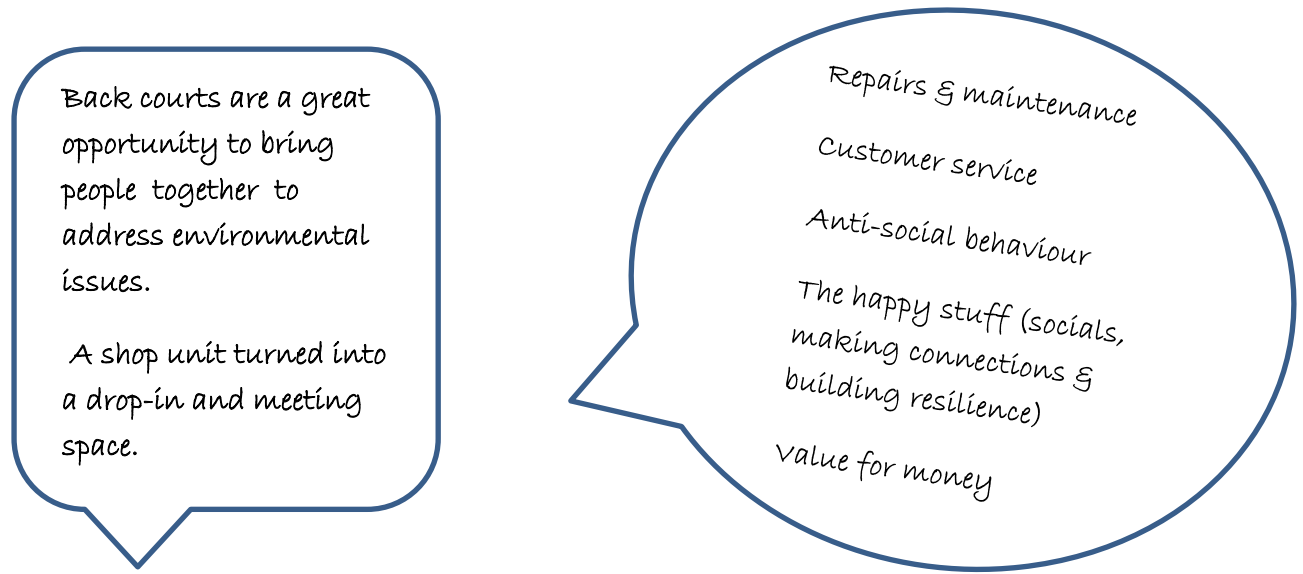 Back courts are a great
opportunity to bring
people together to
address environmental
issues.
A shop unit turned into
a drop-in and meeting
space.
Repairs & maintenance
Customer service
Anti-social behaviour
The happy stuff (socials,
making connections &
building resilience)
Value for money